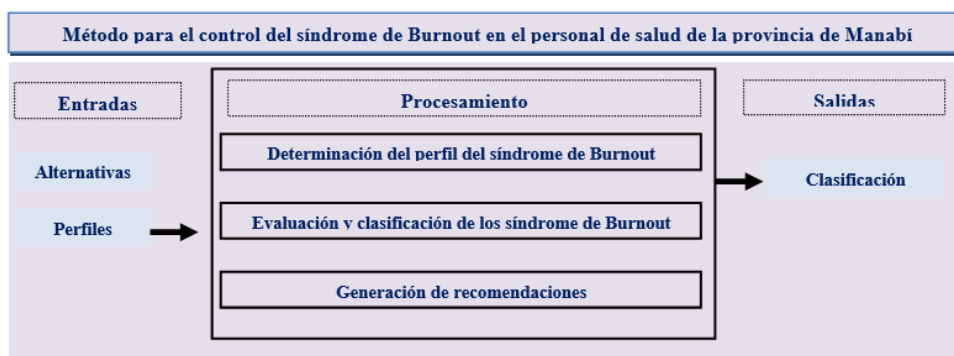 Método para el control del síndrome de Burnout en el personal de salud de la provincia de Manabí
Entradas
Alternativas
Perfiles
Procesamiento
Determinación del perfil del síndrome de Burnout
Evaluación y clasificación de los síndrome de Burnout
Generación de recomendaciones
Salidas
Clasificación